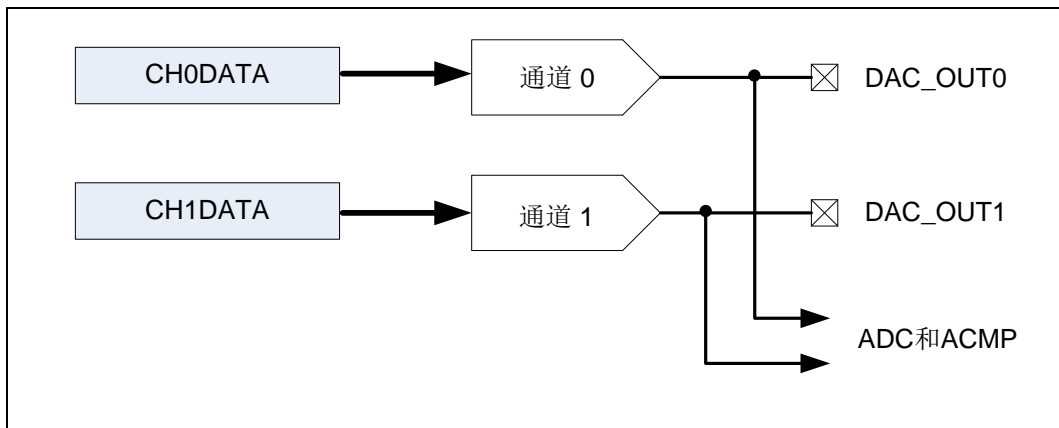 CH0DATA
通道 0
DAC_OUT0
CH1DATA
通道 1
DAC_OUT1
ADC和ACMP